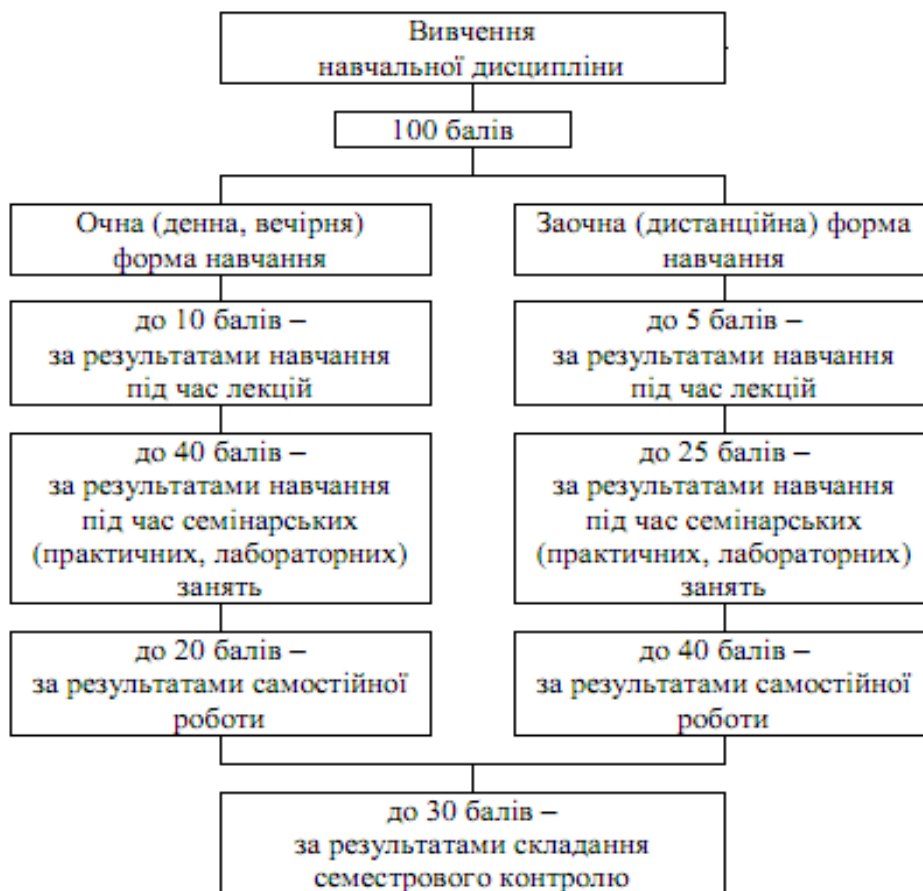 Вивчення
навчальної дисципліни
100 балів
Очна (денна, вечірня)
форма навчання
до 10 балів –
за результатами навчання
під час лекцій
до 40 балів –
за результатами навчання
під час семінарських
(практичних, лабораторних)
занять
до 20 балів –
за результатами самостійної
роботи
Заочна (дистанційна) форма
навчання
до 5 балів –
за результатами навчання
під час лекцій
до 25 балів –
за результатами навчання
під час семінарських
(практичних, лабораторних)
занять
до 40 балів –
за результатами самостійної
роботи
до 30 балів –
за результатами складання
семестрового контролю